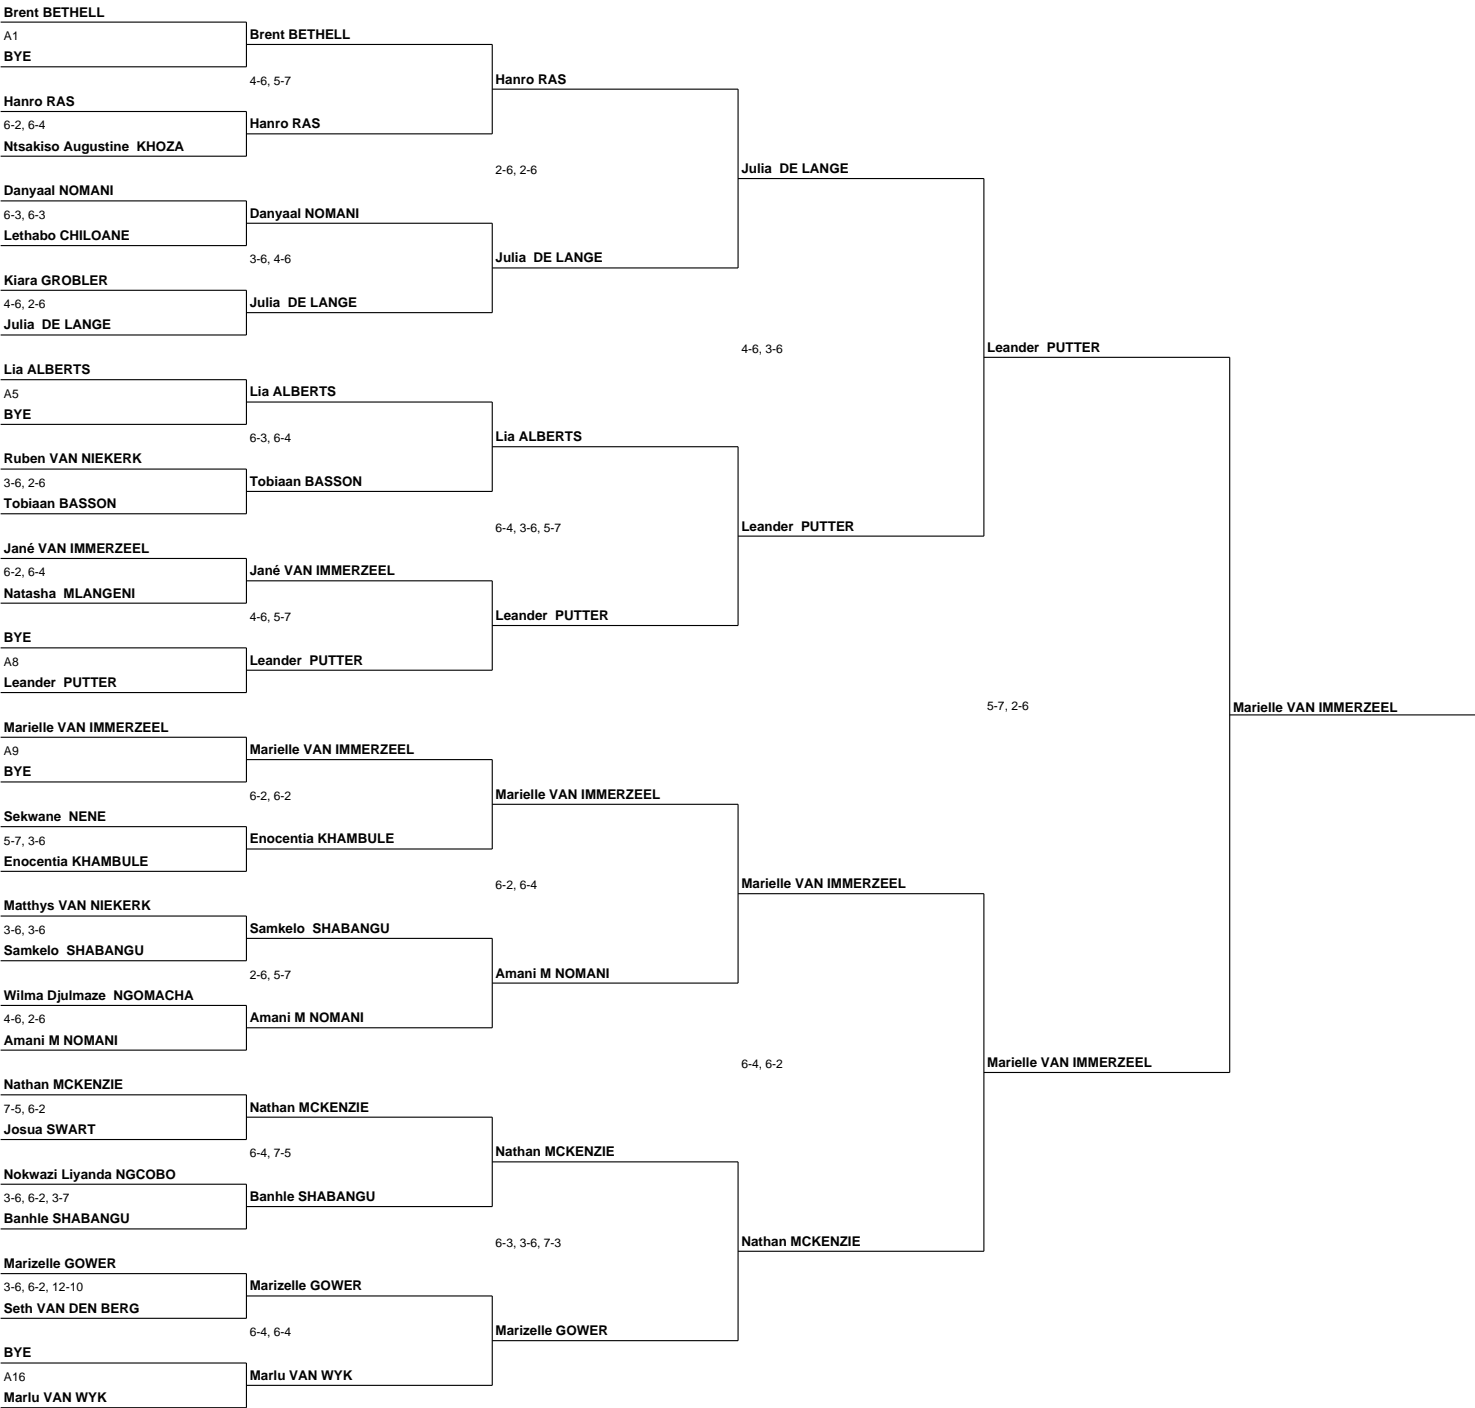 Brent BETHELL
A1
BYE
Hanro RAS
6-2, 6-4
Ntsakiso Augustine  KHOZA
Danyaal NOMANI
6-3, 6-3
Lethabo CHILOANE
Kiara GROBLER
4-6, 2-6
Julia  DE LANGE
Lia ALBERTS
A5
BYE
Ruben VAN NIEKERK
3-6, 2-6
Tobiaan BASSON
Jané VAN IMMERZEEL
6-2, 6-4
Natasha  MLANGENI
BYE
A8
Leander  PUTTER
Marielle VAN IMMERZEEL
A9
BYE
Sekwane  NENE
5-7, 3-6
Enocentia KHAMBULE
Matthys VAN NIEKERK
3-6, 3-6
Samkelo  SHABANGU
Wilma Djulmaze  NGOMACHA
4-6, 2-6
Amani M NOMANI
Nathan MCKENZIE
7-5, 6-2
Josua SWART
Nokwazi Liyanda NGCOBO
3-6, 6-2, 3-7
Banhle SHABANGU
Marizelle GOWER
3-6, 6-2, 12-10
Seth VAN DEN BERG
BYE
A16
Marlu VAN WYK
Brent BETHELL
4-6, 5-7
Hanro RAS
Danyaal NOMANI
3-6, 4-6
Julia  DE LANGE
Lia ALBERTS
6-3, 6-4
Tobiaan BASSON
Jané VAN IMMERZEEL
4-6, 5-7
Leander  PUTTER
Marielle VAN IMMERZEEL
6-2, 6-2
Enocentia KHAMBULE
Samkelo  SHABANGU
2-6, 5-7
Amani M NOMANI
Nathan MCKENZIE
6-4, 7-5
Banhle SHABANGU
Marizelle GOWER
6-4, 6-4
Marlu VAN WYK
Hanro RAS
2-6, 2-6
Julia  DE LANGE
Lia ALBERTS
6-4, 3-6, 5-7
Leander  PUTTER
Marielle VAN IMMERZEEL
6-2, 6-4
Amani M NOMANI
Nathan MCKENZIE
6-3, 3-6, 7-3
Marizelle GOWER
Julia  DE LANGE
4-6, 3-6
Leander  PUTTER
Marielle VAN IMMERZEEL
6-4, 6-2
Nathan MCKENZIE
Leander  PUTTER
5-7, 2-6
Marielle VAN IMMERZEEL
Marielle VAN IMMERZEEL